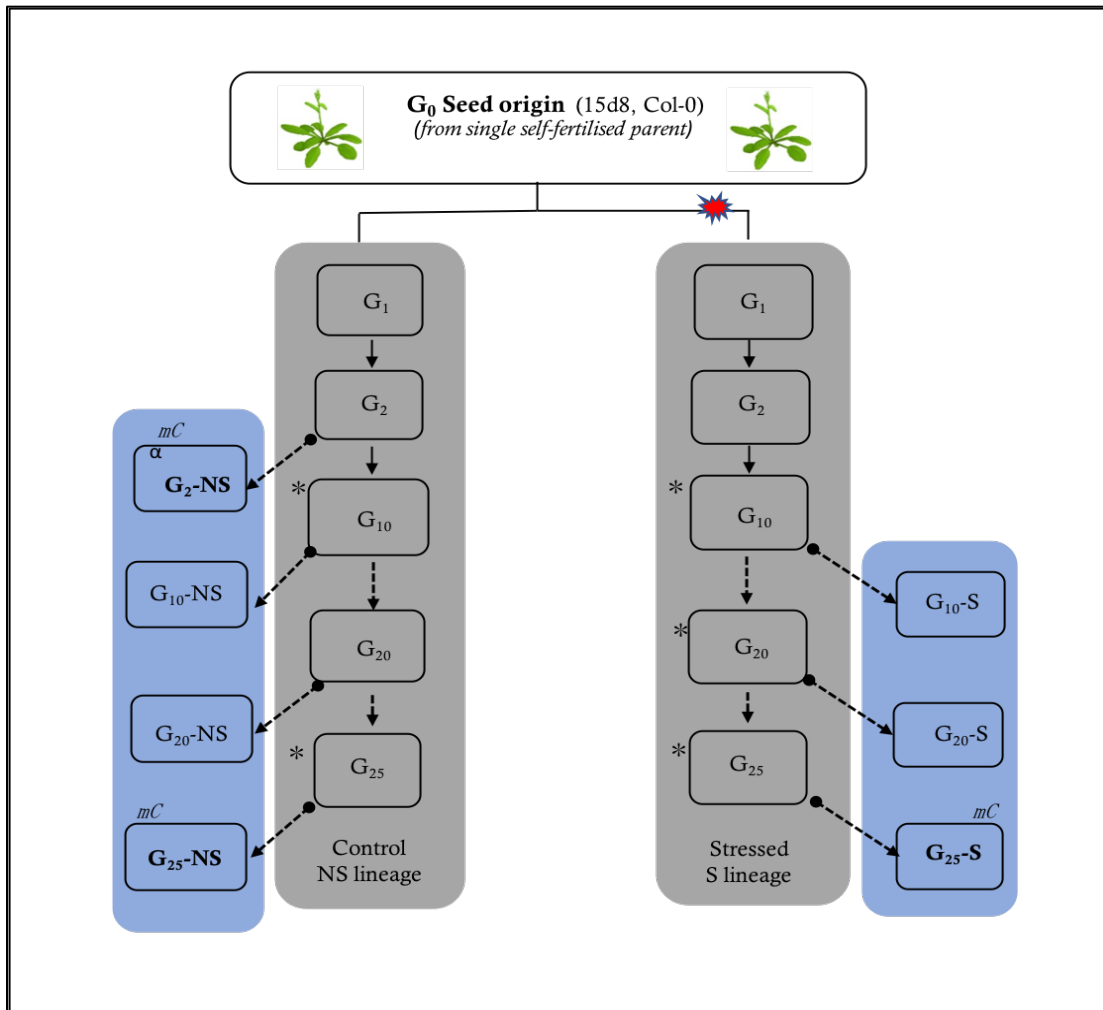 G₀ Seed origin (15d8, Col-0)
(from single self-fertilised parent)
G₁
G₂
* G₁₀
G₂₀
* G₂₅
Control
NS lineage
mC
α
G₂-NS
G₁₀-NS
G₂₀-NS
mC
G₂₅-NS
G₁
G₂
* G₁₀
* G₂₀
* G₂₅
Stressed
S lineage
G₁₀-S
G₂₀-S
mC
G₂₅-S